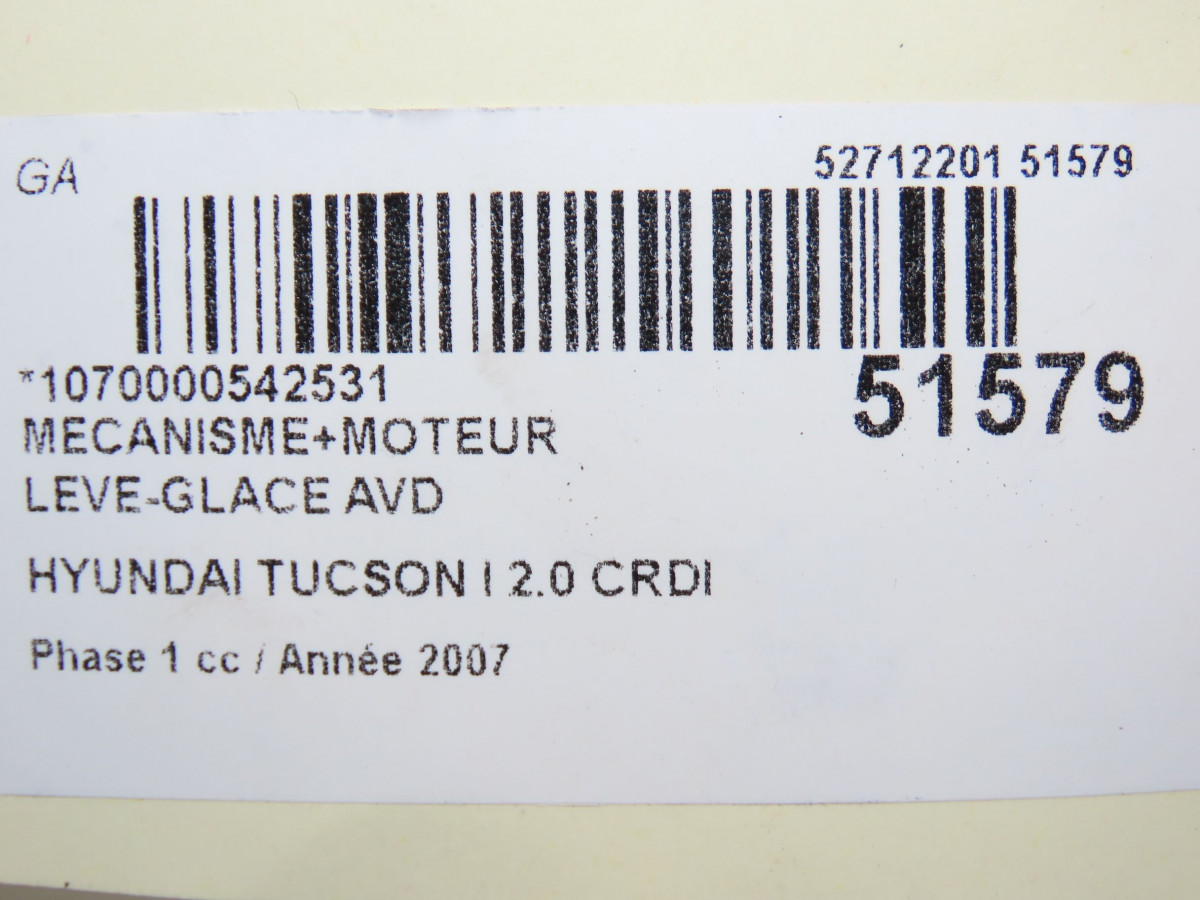 GA
52712201 51579
*1070000542531
51579
MECANISME+MOTEUR
LEVE-GLACE AVD
HYUNDAI TUCSON I 2.0 CRDI
Phase 1 cc / Année 2007